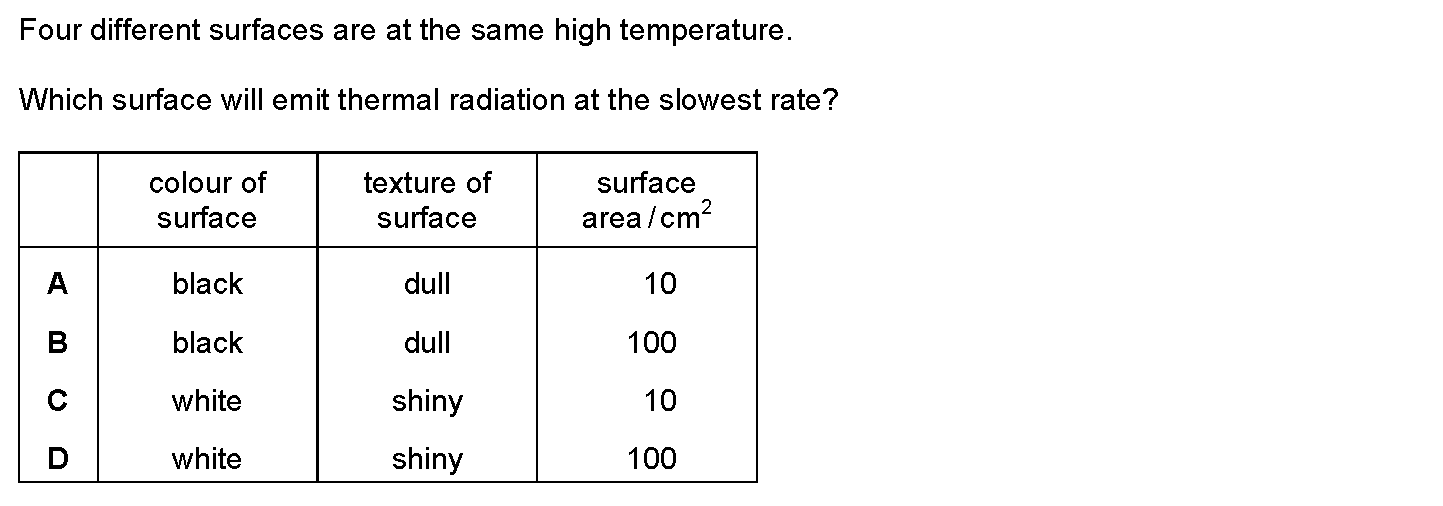 Four different surfaces are at the same high temperature.
Which surface will emit thermal radiation at the slowest rate?
colour of surface texture of surface surface area/cm²
A black dull 10
B black dull 100
C white shiny 10
D white shiny 100